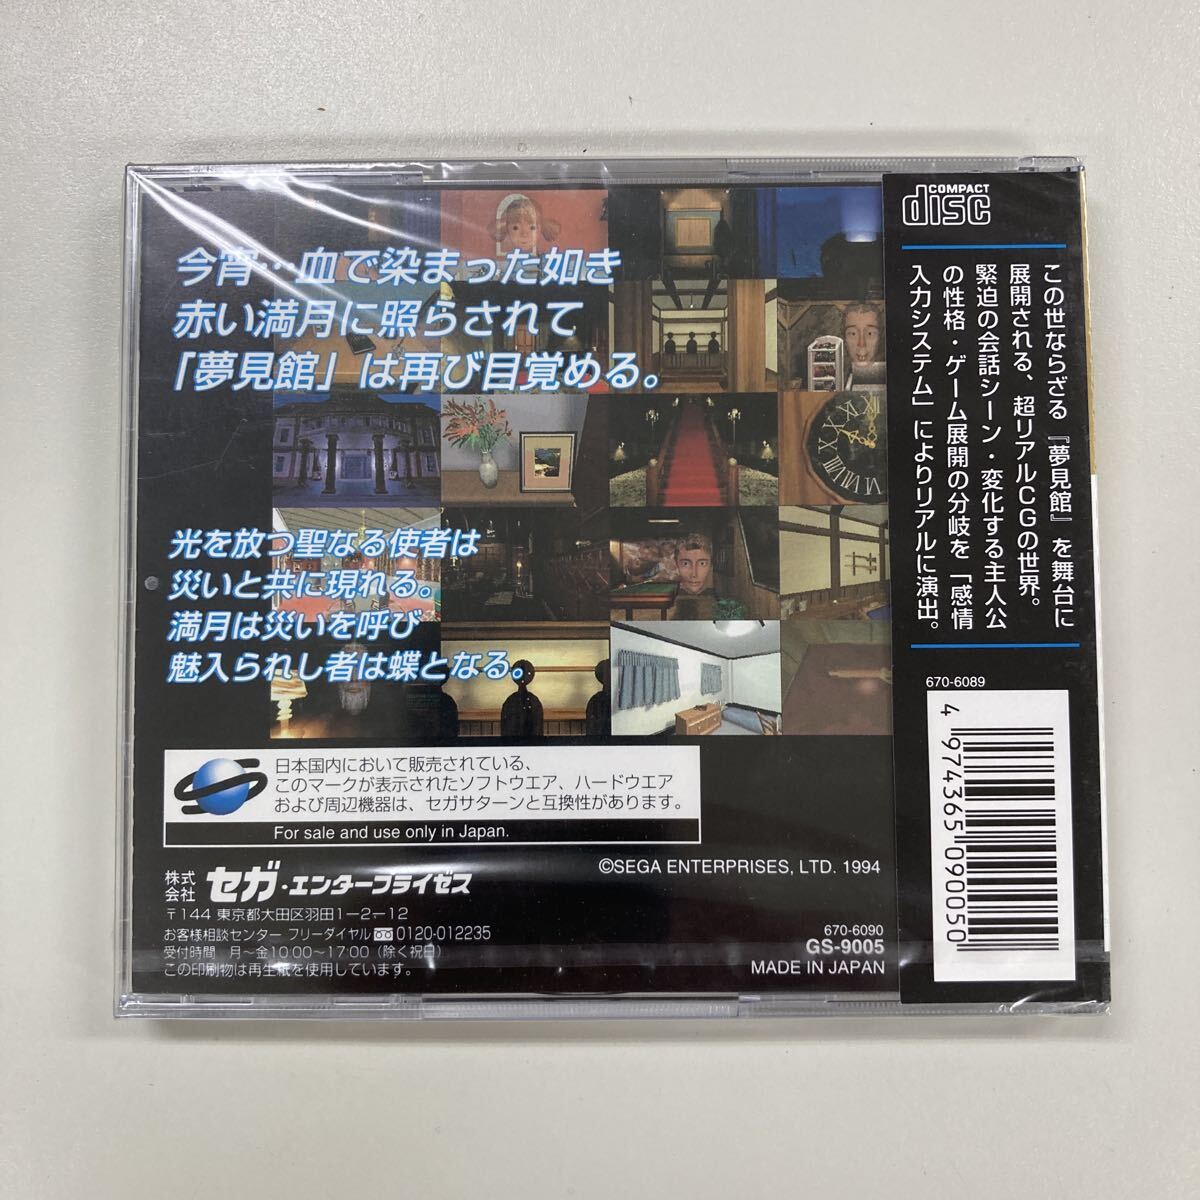 今宵‥血で染まった如き
赤い満月に照らされて
「夢見館」は再び目覚める。
光を放つ聖なる使者は
災いと共に現れる。
満月は災いを呼び
魅入られし者は蝶となる。
日本国内において販売されている、
このマークが表示されたソフトウエア、ハードウエア
および周辺機器は、セガサターンと互換性があります。
For sale and use only in Japan.
©SEGA ENTERPRISES, LTD. 1994
株式会社 セガ・エンタープライゼス
〒144 東京都大田区羽田1-2-12
お客様相談センター フリーダイヤル 0120-012235
受付時間 月〜金10:00〜17:00（除く祝日）
この印刷物は再生紙を使用しています。
670-6090
GS-9005
MADE IN JAPAN
COMPACT
disc
この世ならざる『夢見館』を舞台に
展開される、超リアルCGの世界。
緊迫の会話シーン・変化する主人公
の性格・ゲーム展開の分岐を「感情
入力システム」によりリアルに演出。
670-6089
4 974365 090050